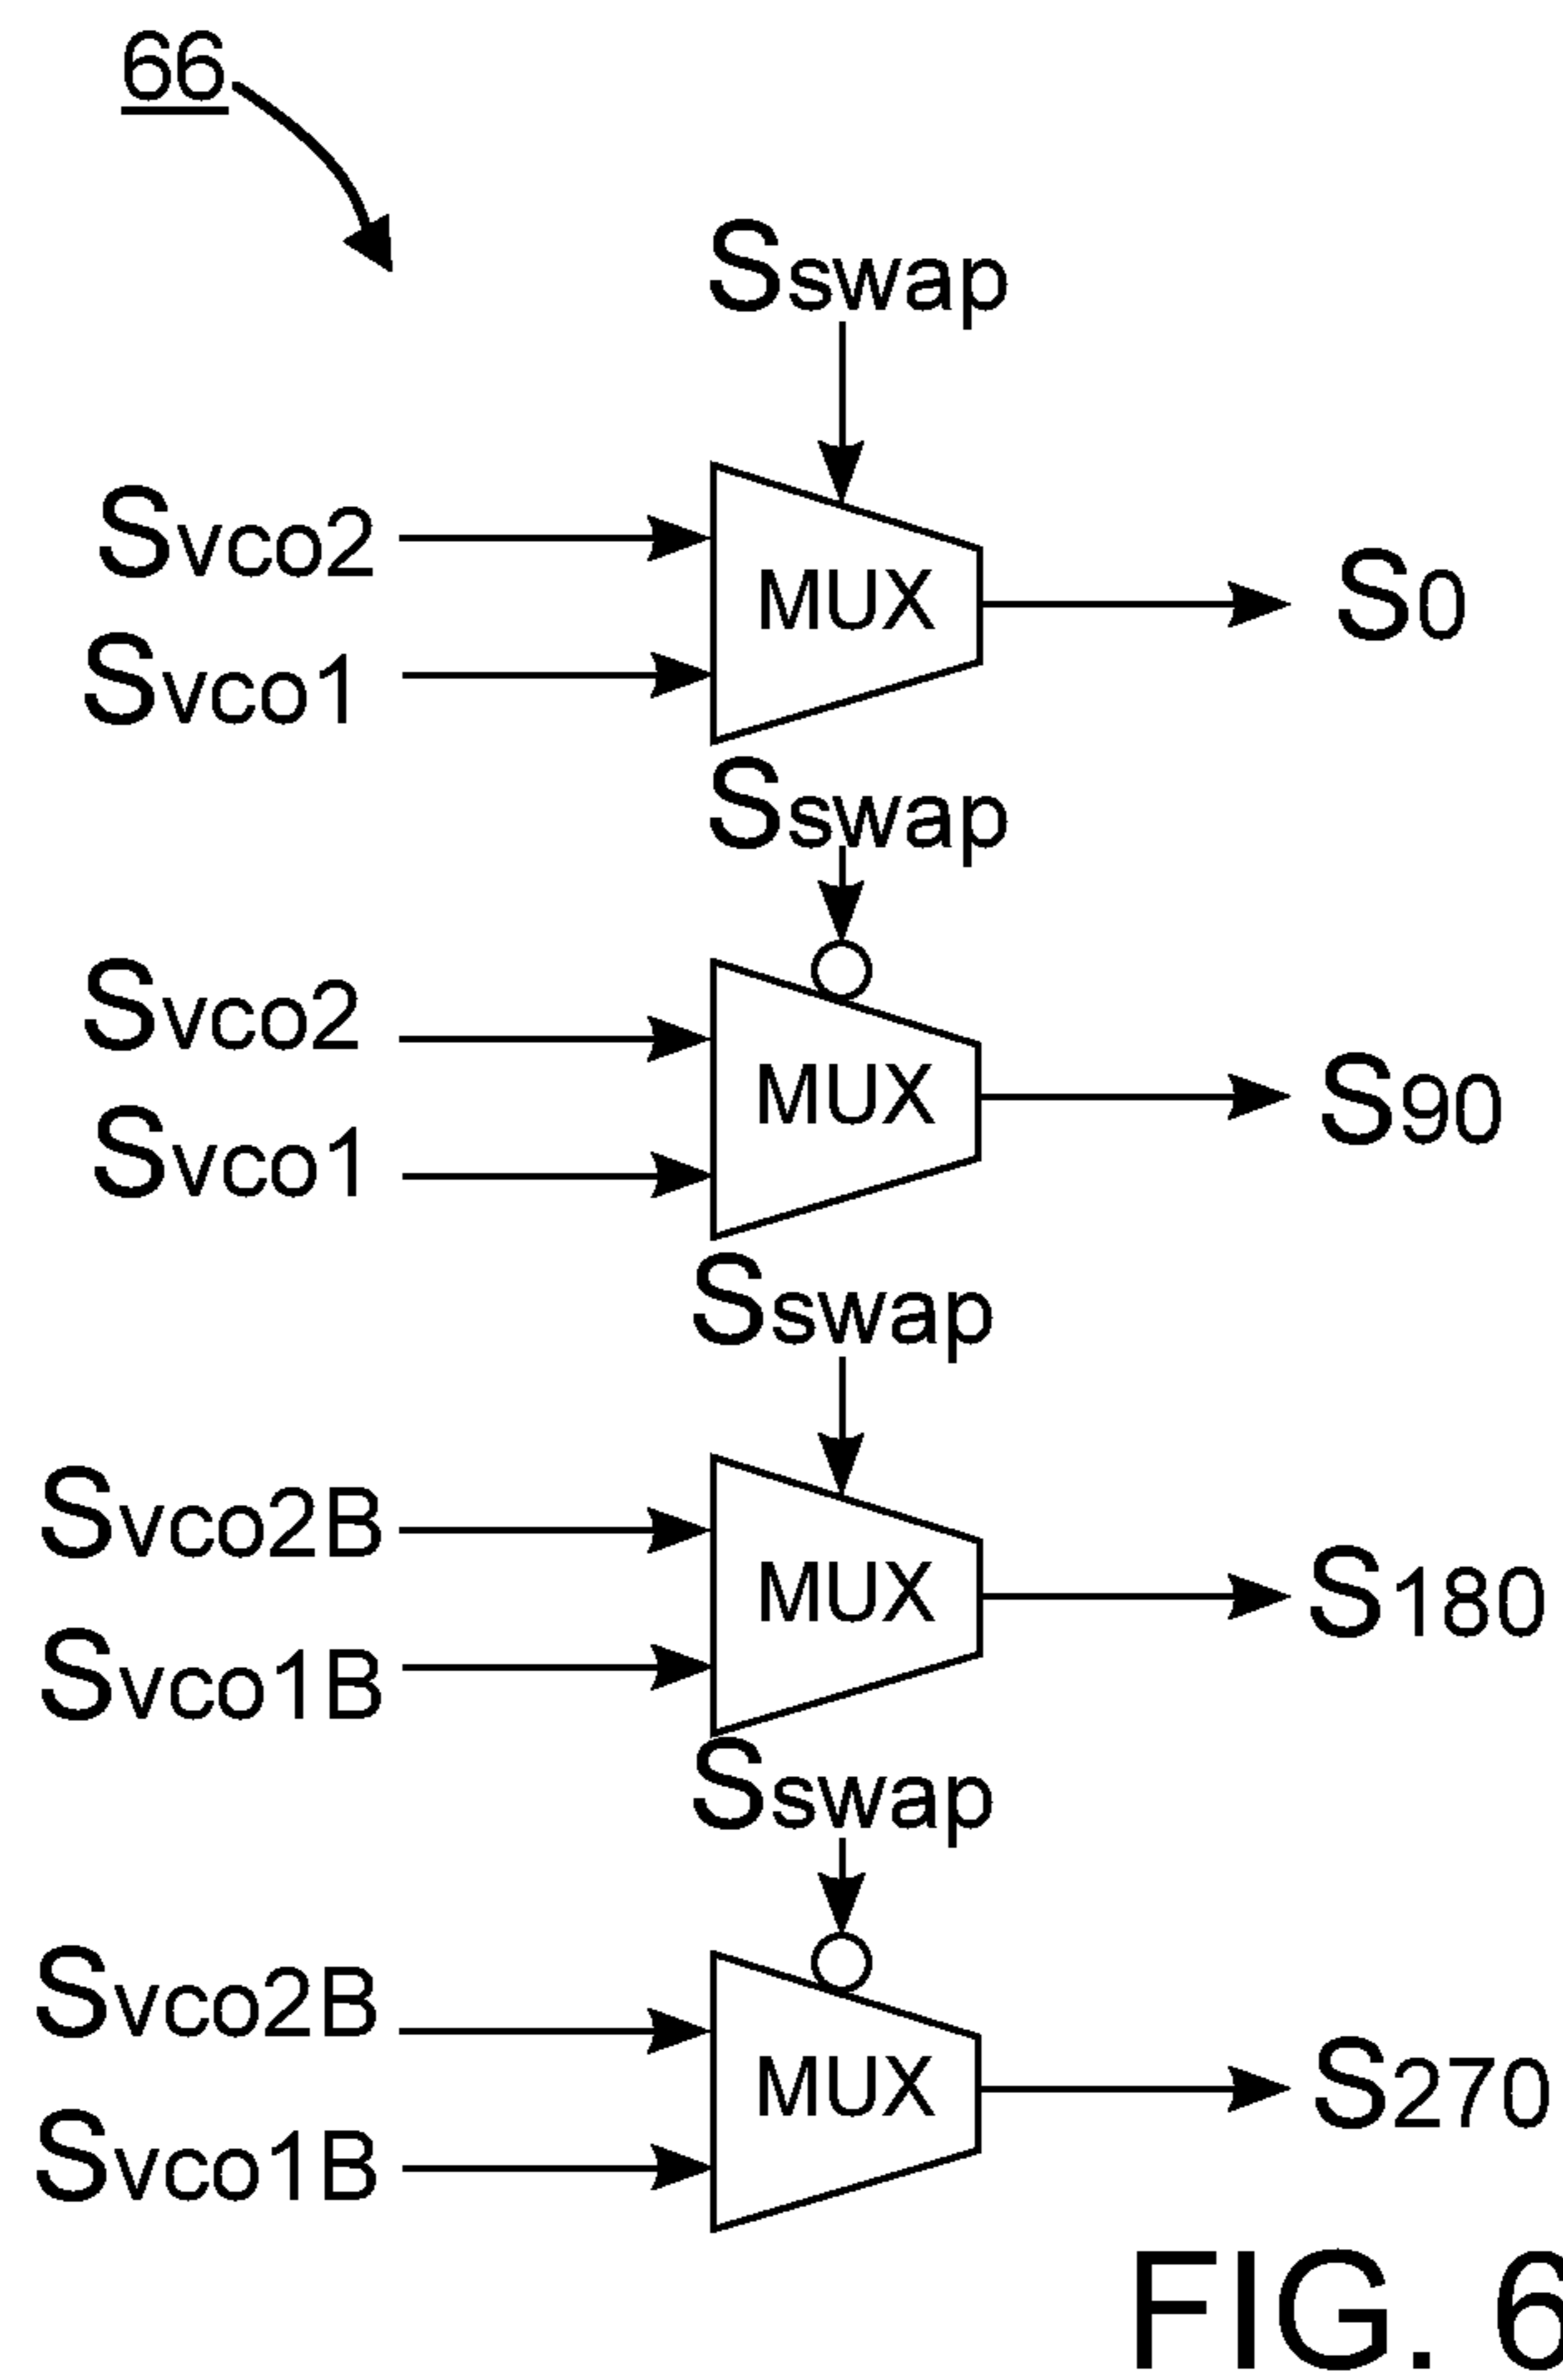 66
Sswap
Svco2
MUX
S0
Svco1
Sswap
Svco2
MUX
S90
Svco1
Sswap
Svco2B
MUX
S180
Svco1B
Sswap
Svco2B
MUX
S270
Svco1B
FIG. 6